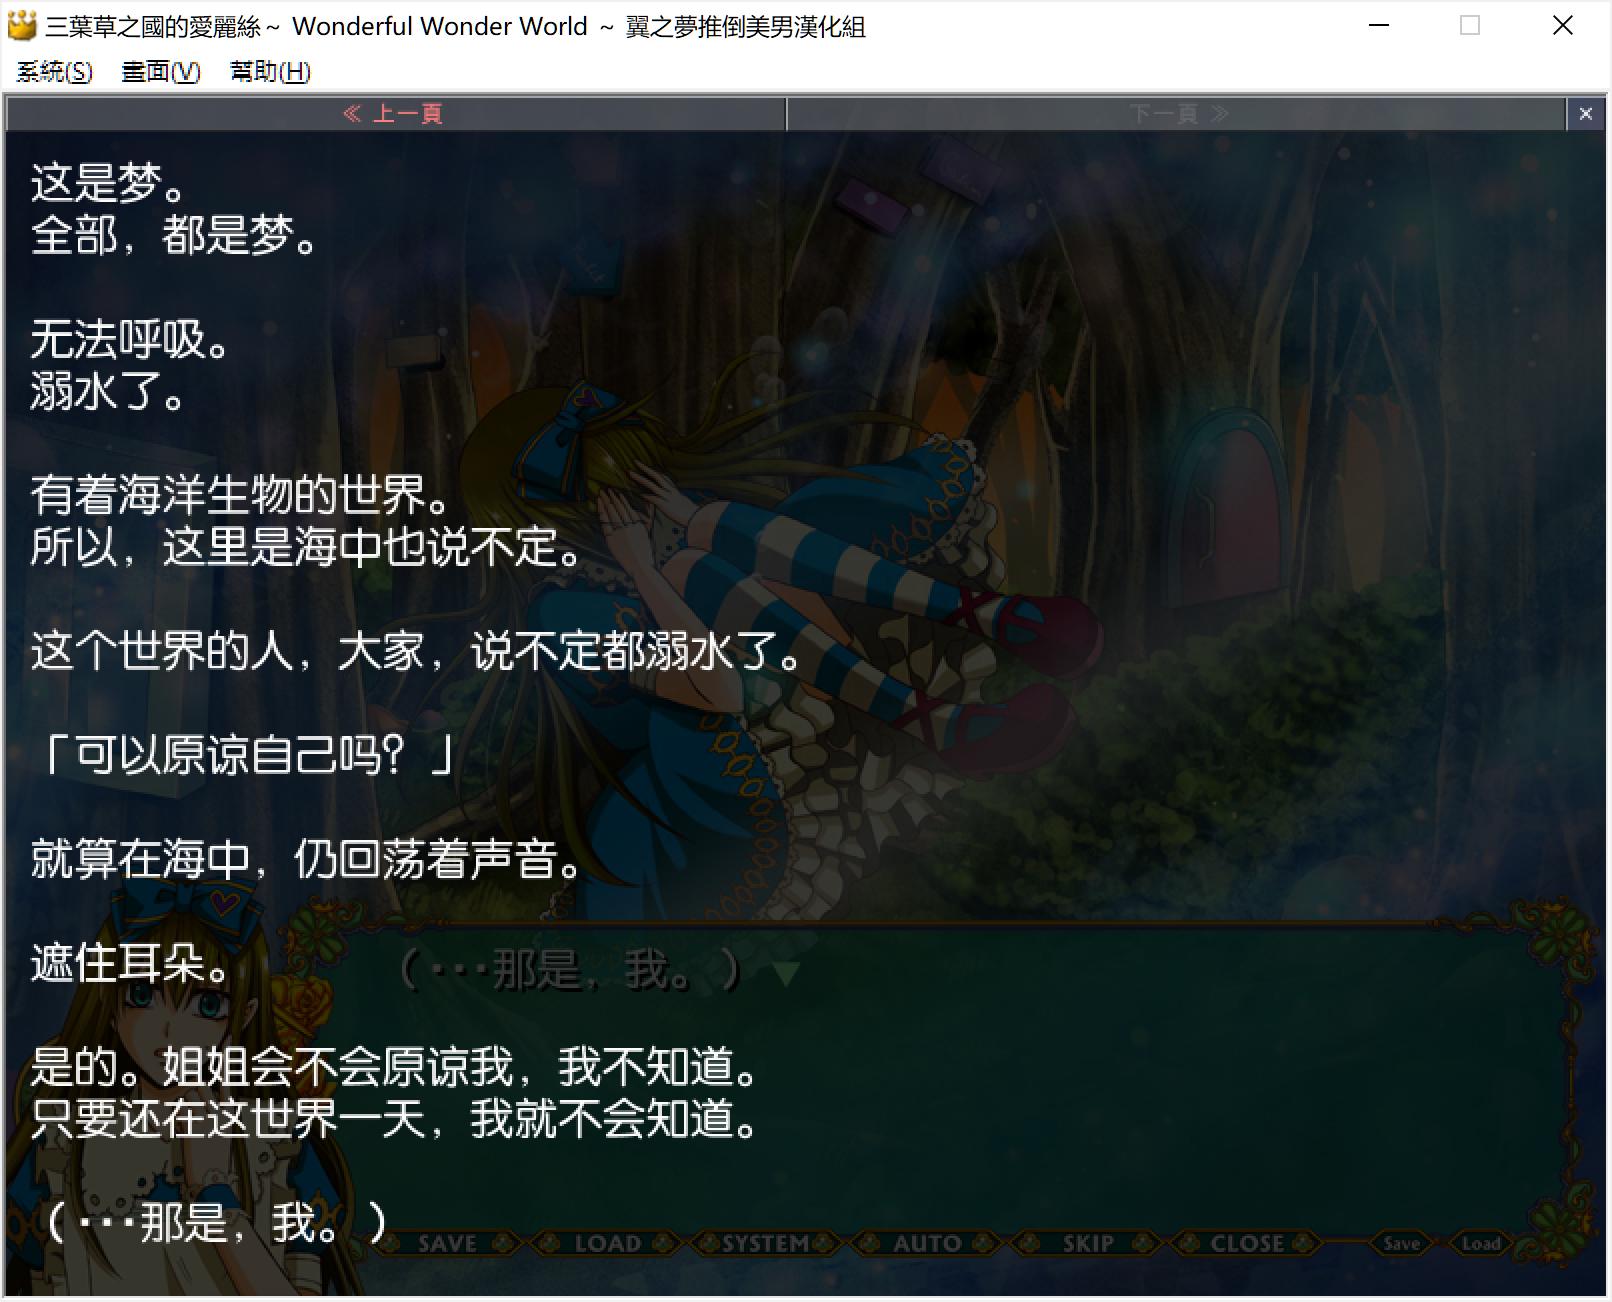 三葉草之國的愛麗絲～ Wonderful Wonder World ～ 翼之夢推倒美男漢化組
系統(S) 畫面(V) 幫助(H)
≪ 上一頁 下一頁 ≫
这是梦。
全部，都是梦。
无法呼吸。
溺水了。
有着海洋生物的世界。
所以，这里是海中也说不定。
这个世界的人，大家，说不定都溺水了。
「可以原谅自己吗？」
就算在海中，仍回荡着声音。
遮住耳朵。
（···那是，我。）
是的。姐姐会不会原谅我，我不知道。
只要还在这世界一天，我就不会知道。
（···那是，我。）
SAVE LOAD SYSTEM AUTO SKIP CLOSE Save Load